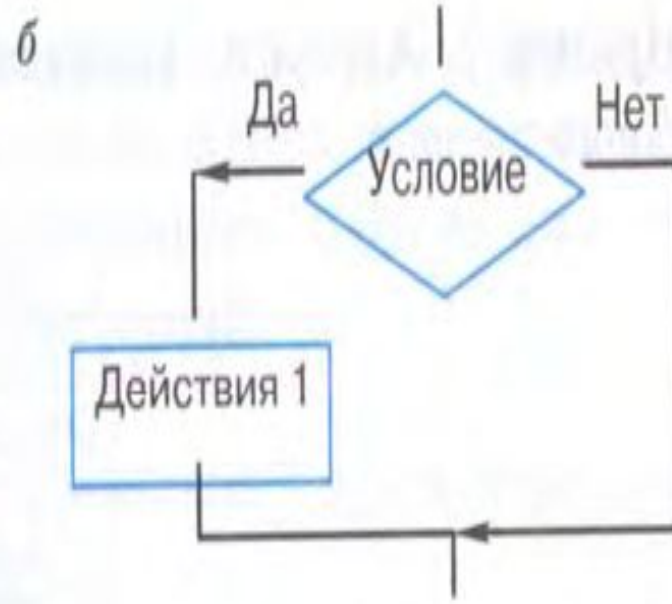 б
Да
Нет
Условие
Действия 1